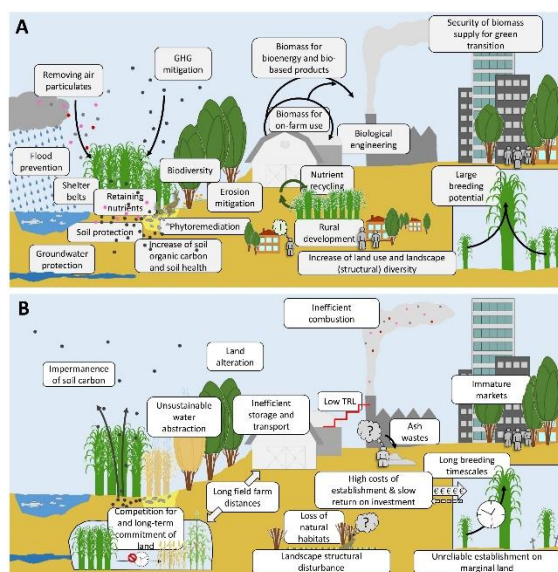 A
Removing air
particulates
GHG
mitigation
Biomass for
bioenergy and bio-
based products
Security of biomass
supply for green
transition
Biomass for
on-farm use
Biological
engineering
Flood
prevention
Biodiversity
Nutrient
recycling
Large
breeding
potential
Shelter
belts
Retaining
nutrients
Erosion
mitigation
Soil protection
"Phytoremediation
Rural
development
Groundwater
protection
Increase of soil
organic carbon
and soil health
Increase of land use and landscape
(structural) diversity
B
Inefficient
combustion
Impermanence
of soil carbon
Land
alteration
Unsustainable
water
abstraction
Inefficient
storage and
transport
Low TRL
Immature
markets
?
Ash
wastes
Long breeding
timescales
Long field farm
distances
High costs of
establishment & slow
return on investment
€€€€€
Competition for
and long-term
commitment of
land
Loss of
natural
habitats
?
Landscape structural
disturbance
Unreliable establishment on
marginal land